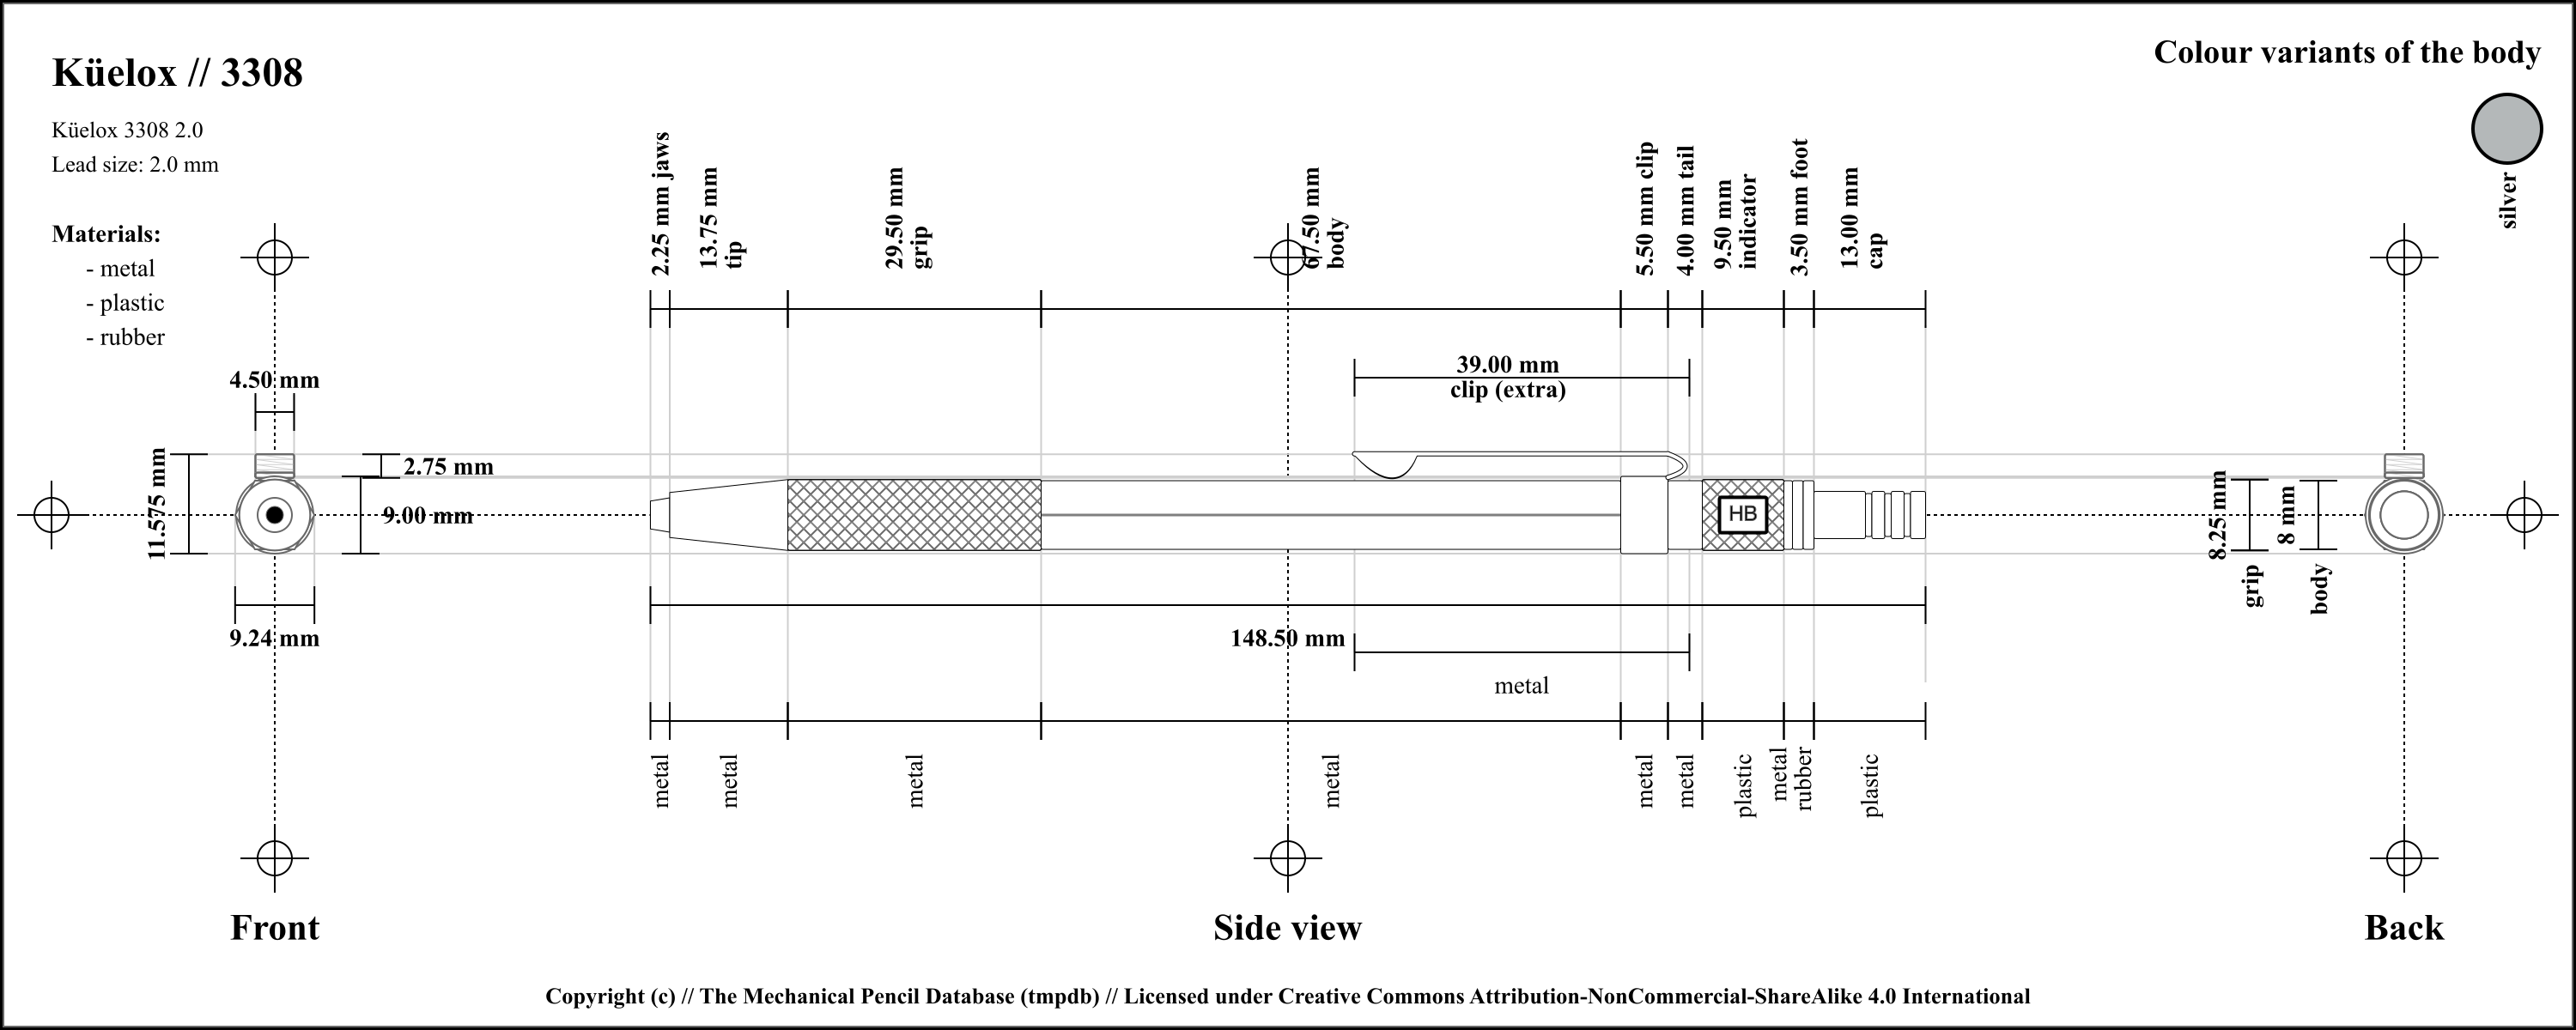 Küelox // 3308
Colour variants of the body
Küelox 3308 2.0
Lead size: 2.0 mm
silver
Materials:
- metal
- plastic
- rubber
2.25 mm jaws
13.75 mm
tip
29.50 mm
grip
67.50 mm
body
5.50 mm clip
4.00 mm tail
9.50 mm
indicator
3.50 mm foot
13.00 mm
cap
39.00 mm
clip (extra)
4.50 mm
11.575 mm
2.75 mm
9.00 mm
9.24 mm
HB
8.25 mm
grip
8 mm
body
148.50 mm
metal
metal
metal
metal
metal
metal
metal
plastic
metal
rubber
plastic
Front
Side view
Back
Copyright (c) // The Mechanical Pencil Database (tmpdb) // Licensed under Creative Commons Attribution-NonCommercial-ShareAlike 4.0 International